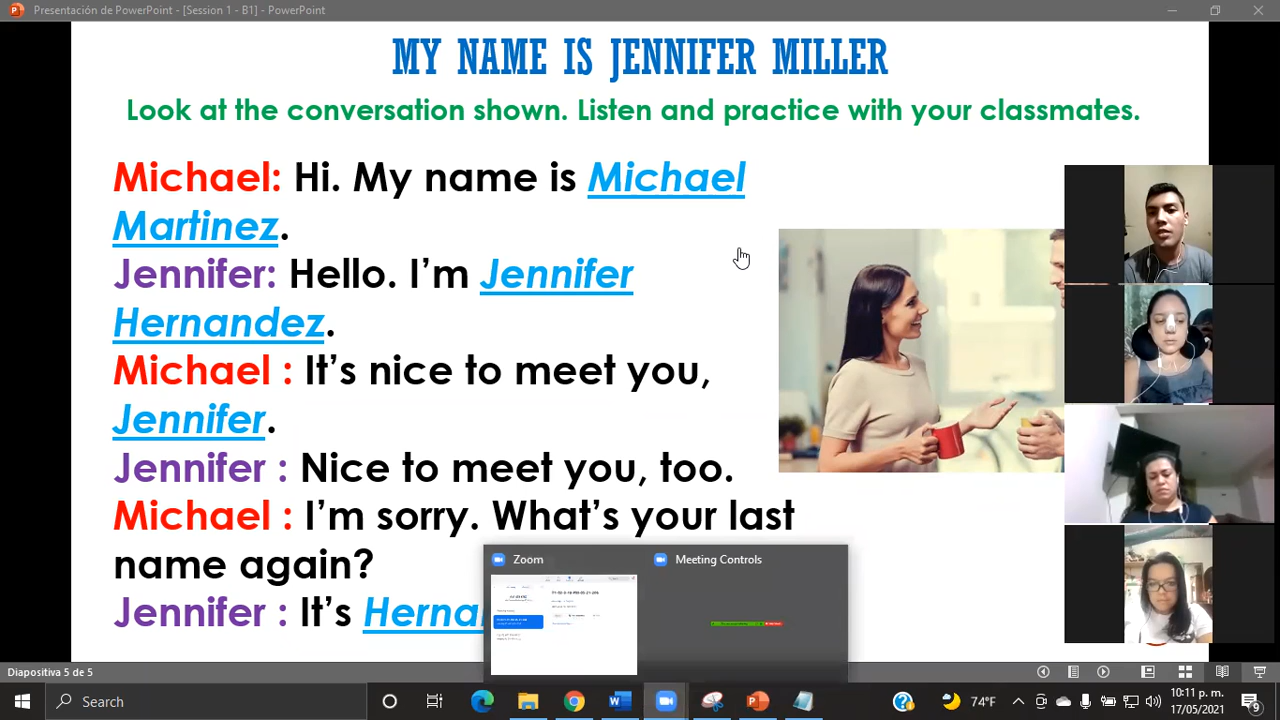 Presentación de PowerPoint - [Session 1 - B1] - PowerPoint
MY NAME IS JENNIFER MILLER
Look at the conversation shown. Listen and practice with your classmates.
Michael: Hi. My name is Michael
Martinez.
Jennifer: Hello. I’m Jennifer
Hernandez.
Michael : It’s nice to meet you,
Jennifer.
Jennifer : Nice to meet you, too.
Michael : I’m sorry. What’s your last
name again?
Jennifer : It’s
Zoom
Meeting Controls
Diapositiva 5 de 5
Search
74°F
10:11 p. m.
17/05/2021
9